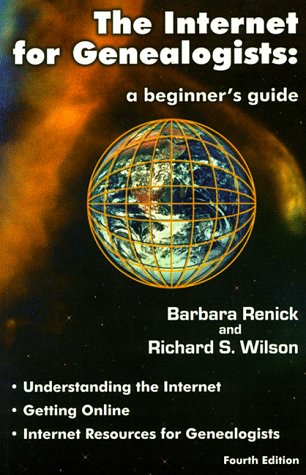 The Internet
for Genealogists:
a beginner's guide
Barbara Renick
and
Richard S. Wilson
• Understanding the Internet
• Getting Online
• Internet Resources for Genealogists
Fourth Edition